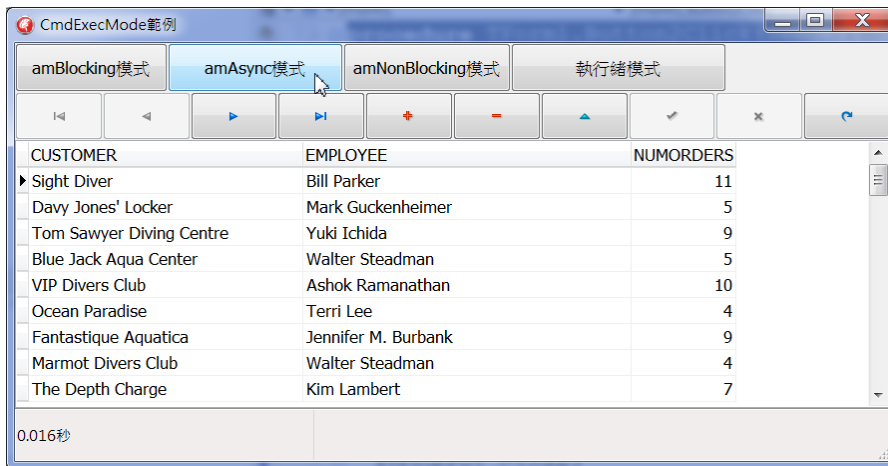 CmdExecMode範例
amBlocking模式 amAsync模式 amNonBlocking模式 執行绪模式
CUSTOMER EMPLOYEE NUMORDERS
Sight Diver Bill Parker 11
Davy Jones' Locker Mark Guckenheimer 5
Tom Sawyer Diving Centre Yuki Ichida 9
Blue Jack Aqua Center Walter Steadman 5
VIP Divers Club Ashok Ramanathan 10
Ocean Paradise Terri Lee 4
Fantastique Aquatica Jennifer M. Burbank 9
Marmot Divers Club Walter Steadman 4
The Depth Charge Kim Lambert 7
0.016秒